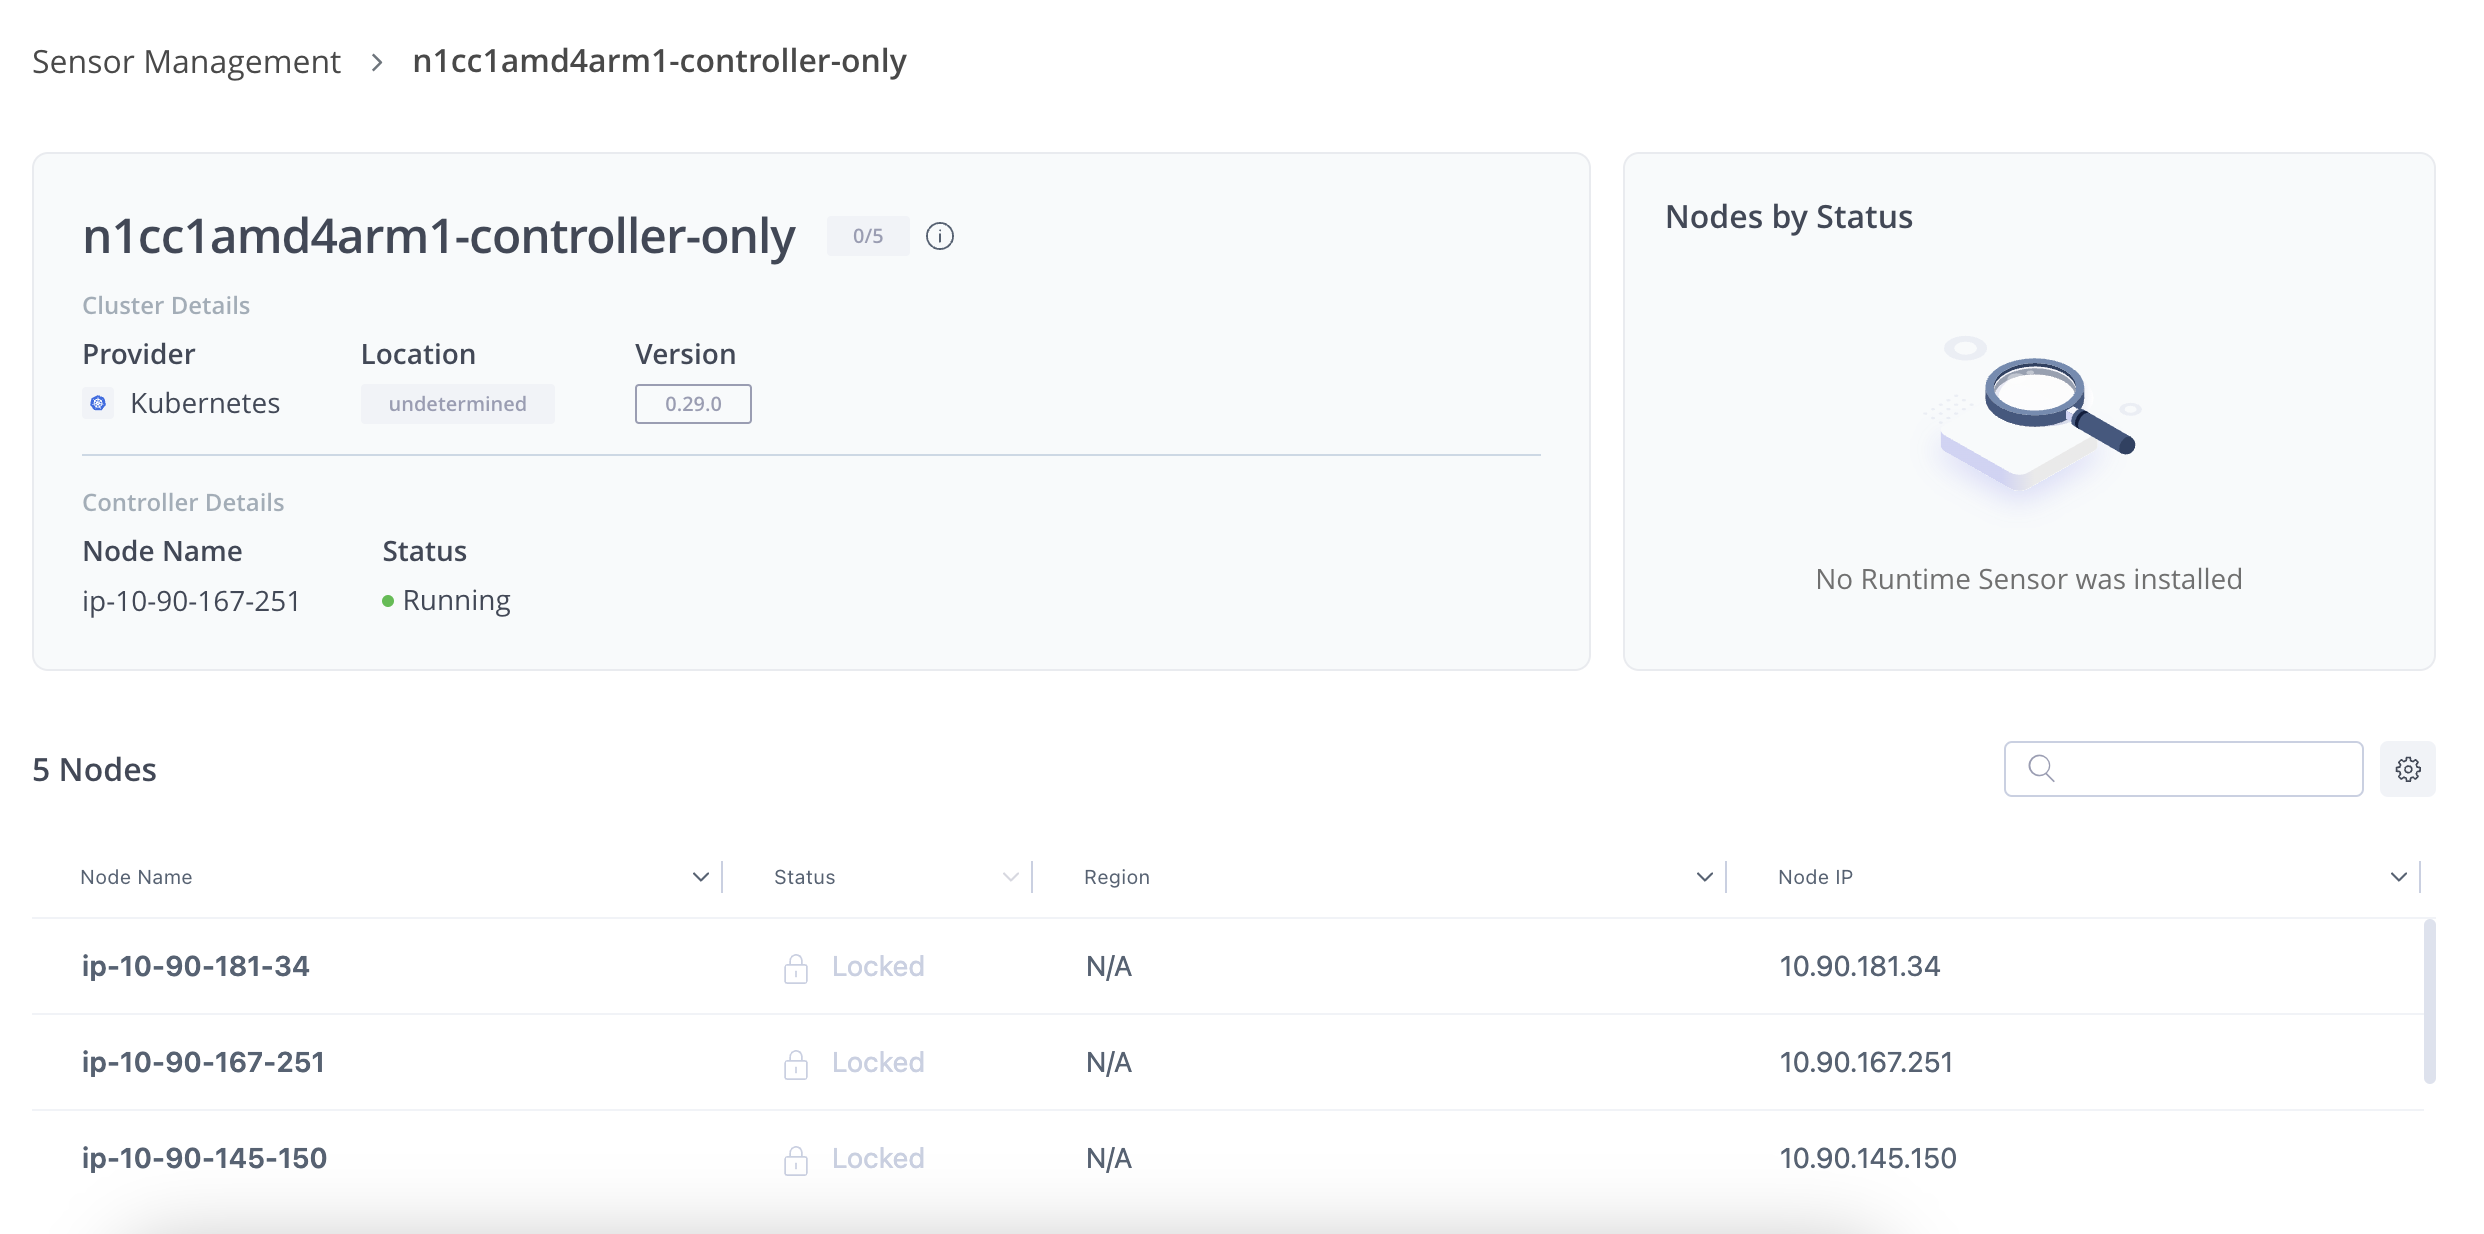 Sensor Management > n1cc1amd4arm1-controller-only
n1cc1amd4arm1-controller-only 0/5
Cluster Details
Provider Location Version
Kubernetes undetermined 0.29.0
Controller Details
Node Name Status
ip-10-90-167-251 Running
Nodes by Status
No Runtime Sensor was installed
5 Nodes
Node Name Status Region Node IP
ip-10-90-181-34 Locked N/A 10.90.181.34
ip-10-90-167-251 Locked N/A 10.90.167.251
ip-10-90-145-150 Locked N/A 10.90.145.150